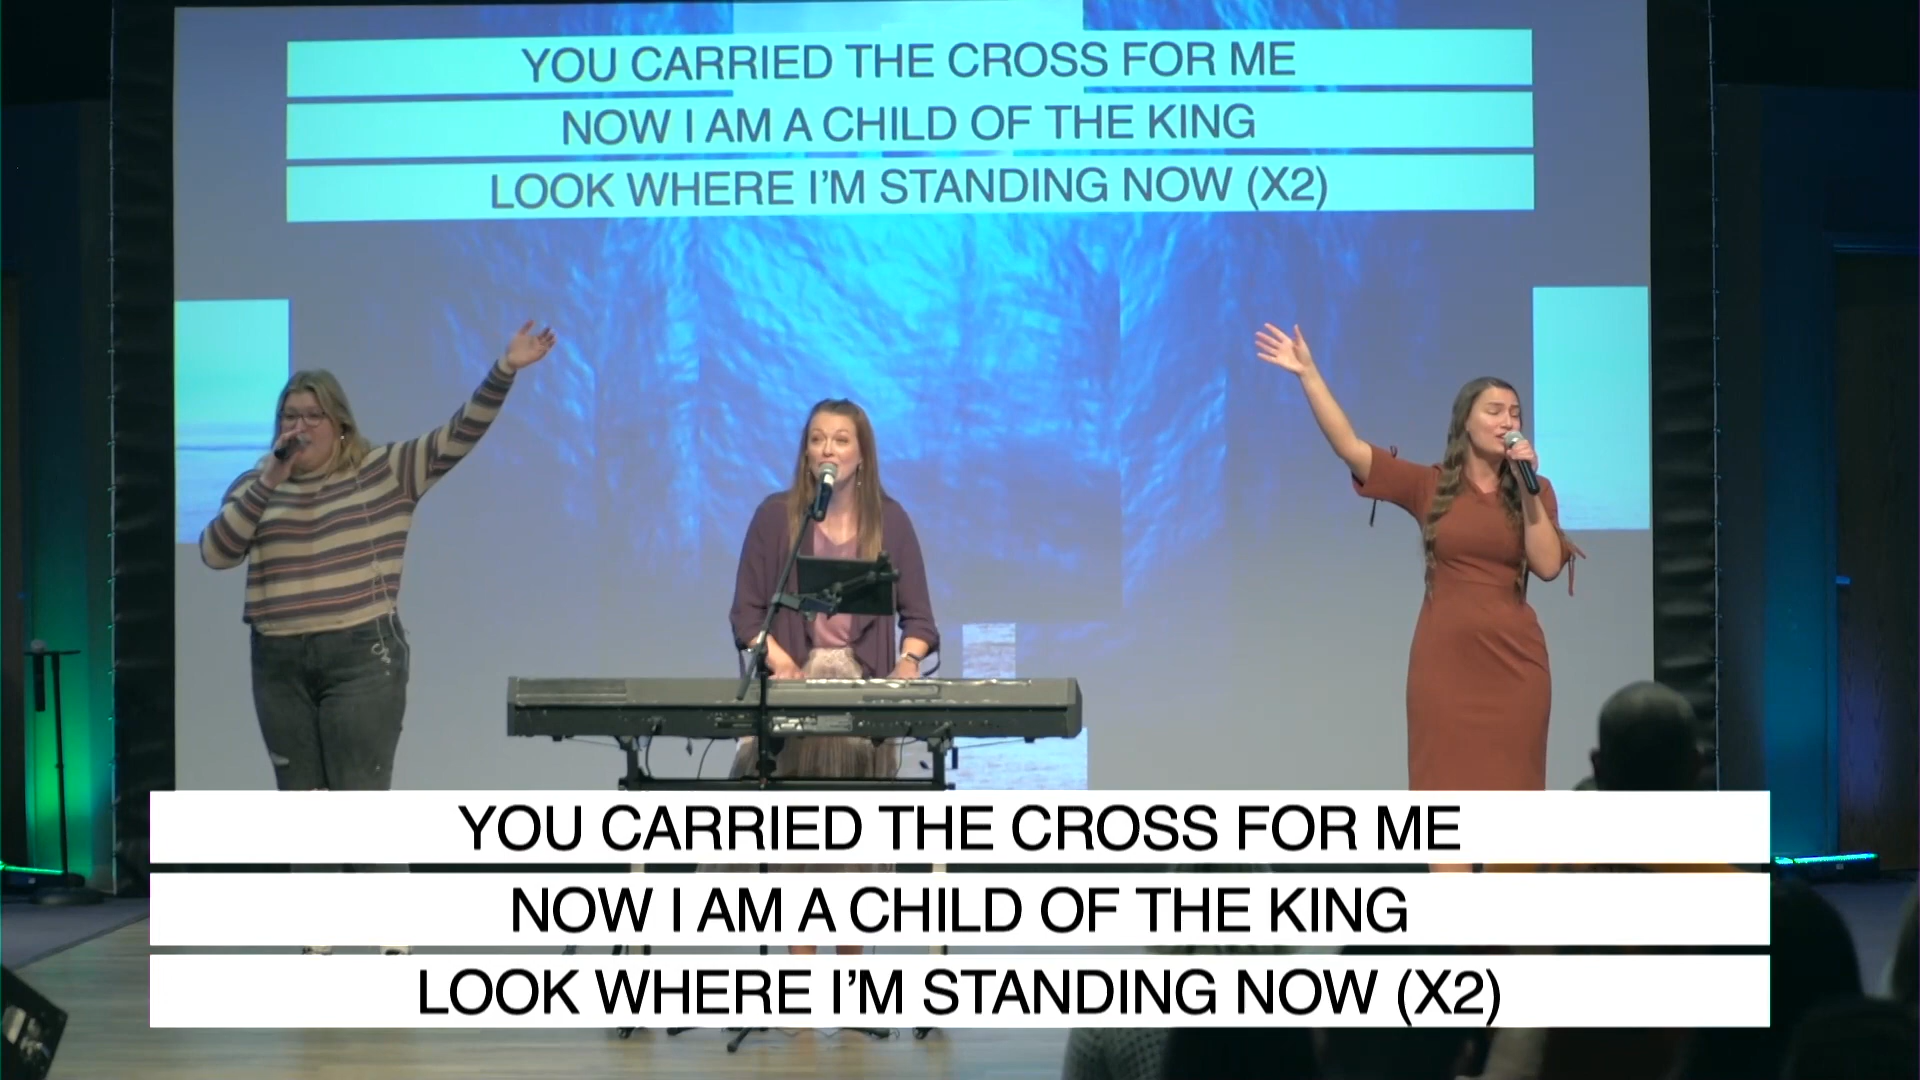 YOU CARRIED THE CROSS FOR ME
NOW I AM A CHILD OF THE KING
LOOK WHERE I'M STANDING NOW (X2)
YOU CARRIED THE CROSS FOR ME
NOW I AM A CHILD OF THE KING
LOOK WHERE I'M STANDING NOW (X2)